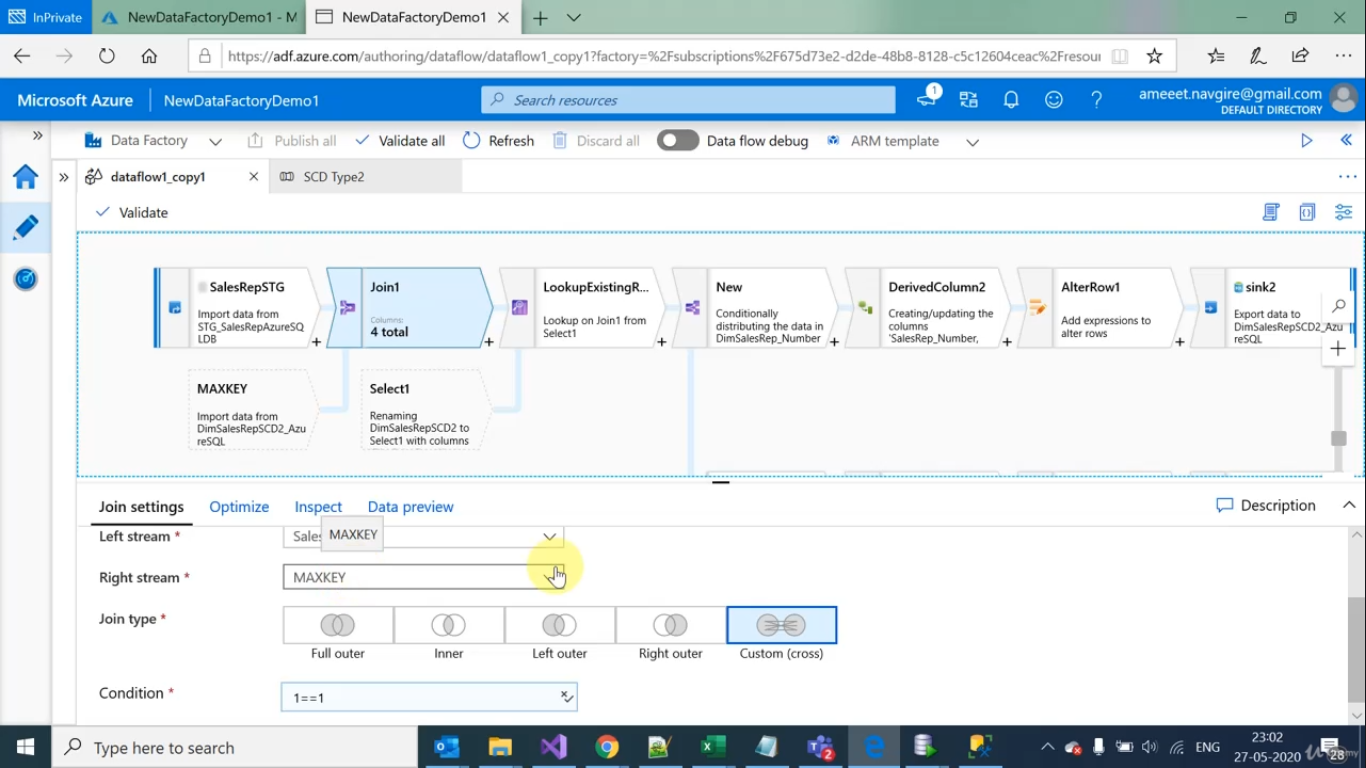 InPrivate
NewDataFactoryDemo1 - M
NewDataFactoryDemo1
https://adf.azure.com/authoring/dataflow/dataflow1_copy1?factory=%2Fsubscriptions%2F675d73e2-d2de-48b8-8128-c5c12604ceac%2Fresour
Microsoft Azure
NewDataFactoryDemo1
Search resources
1
ameeet.navgire@gmail.com
DEFAULT DIRECTORY
Data Factory
Publish all
Validate all
Refresh
Discard all
Data flow debug
ARM template
dataflow1_copy1
SCD Type2
Validate
SalesRepSTG
Import data from
STG_SalesRepAzureSQ
LDB
Join1
Columns:
4 total
LookupExistingR...
Lookup on Join1 from
Select1
New
Conditionally
distributing the data in
DimSalesRep_Number
DerivedColumn2
Creating/updating the
columns
'SalesRep_Number,
AlterRow1
Add expressions to
alter rows
sink2
Export data to
DimSalesRepSCD2_Azu
reSQL
MAXKEY
Import data from
DimSalesRepSCD2_Azu
reSQL
Select1
Renaming
DimSalesRepSCD2 to
Select1 with columns
Join settings
Optimize
Inspect
Data preview
Description
Left stream *
Sales
MAXKEY
Right stream *
MAXKEY
Join type *
Full outer
Inner
Left outer
Right outer
Custom (cross)
Condition *
1==1
Type here to search
ENG
23:02
27-05-2020
28